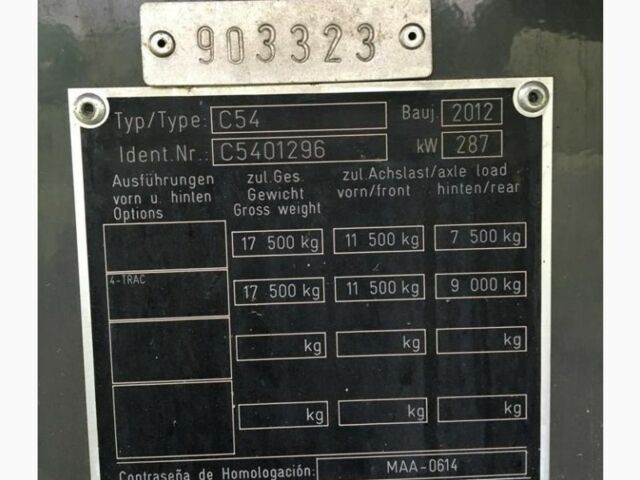 903323
Typ/Type: C54 Bauj. 2012
Ident.Nr.: C5401296 kW 287
Ausführungen zul.Ges. zul.Achslast/axle load
vorn u. hinten Gewicht vorn/front hinten/rear
Options Gross weight
17 500 kg 11 500 kg 7 500 kg
4-TRAC 17 500 kg 11 500 kg 9 000 kg
kg kg kg
kg kg kg
Contraseña de Homologación: MAA-0614